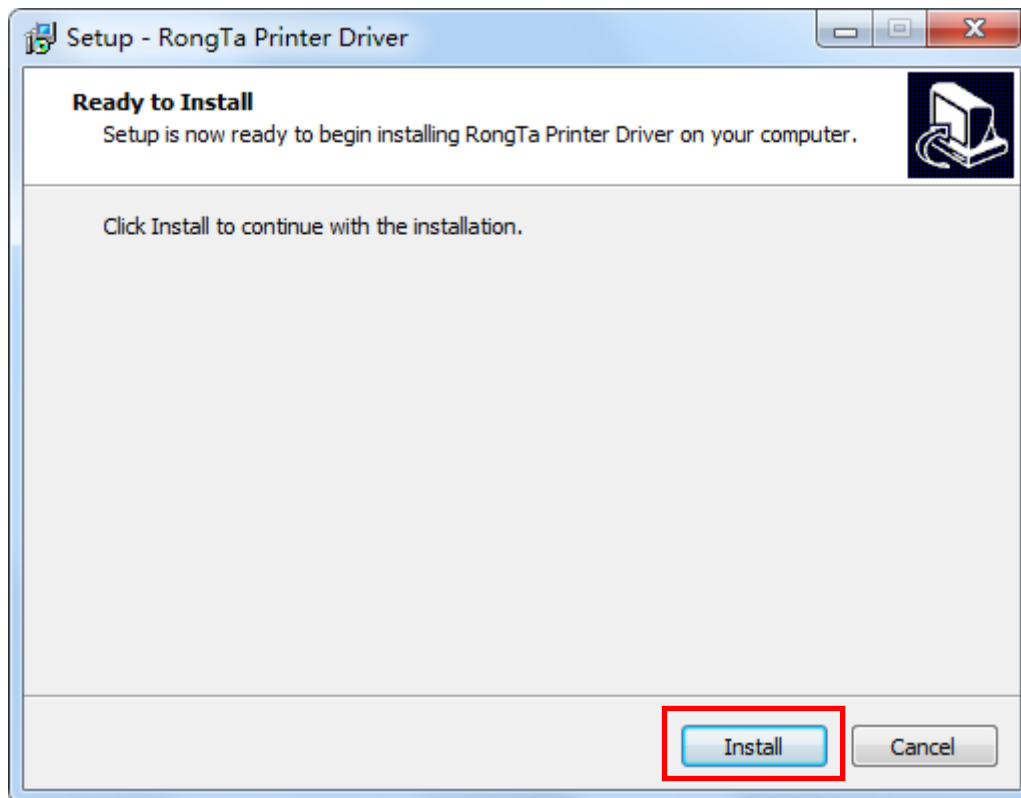 Setup - RongTa Printer Driver
Ready to Install
Setup is now ready to begin installing RongTa Printer Driver on your computer.
Click Install to continue with the installation.
Install
Cancel